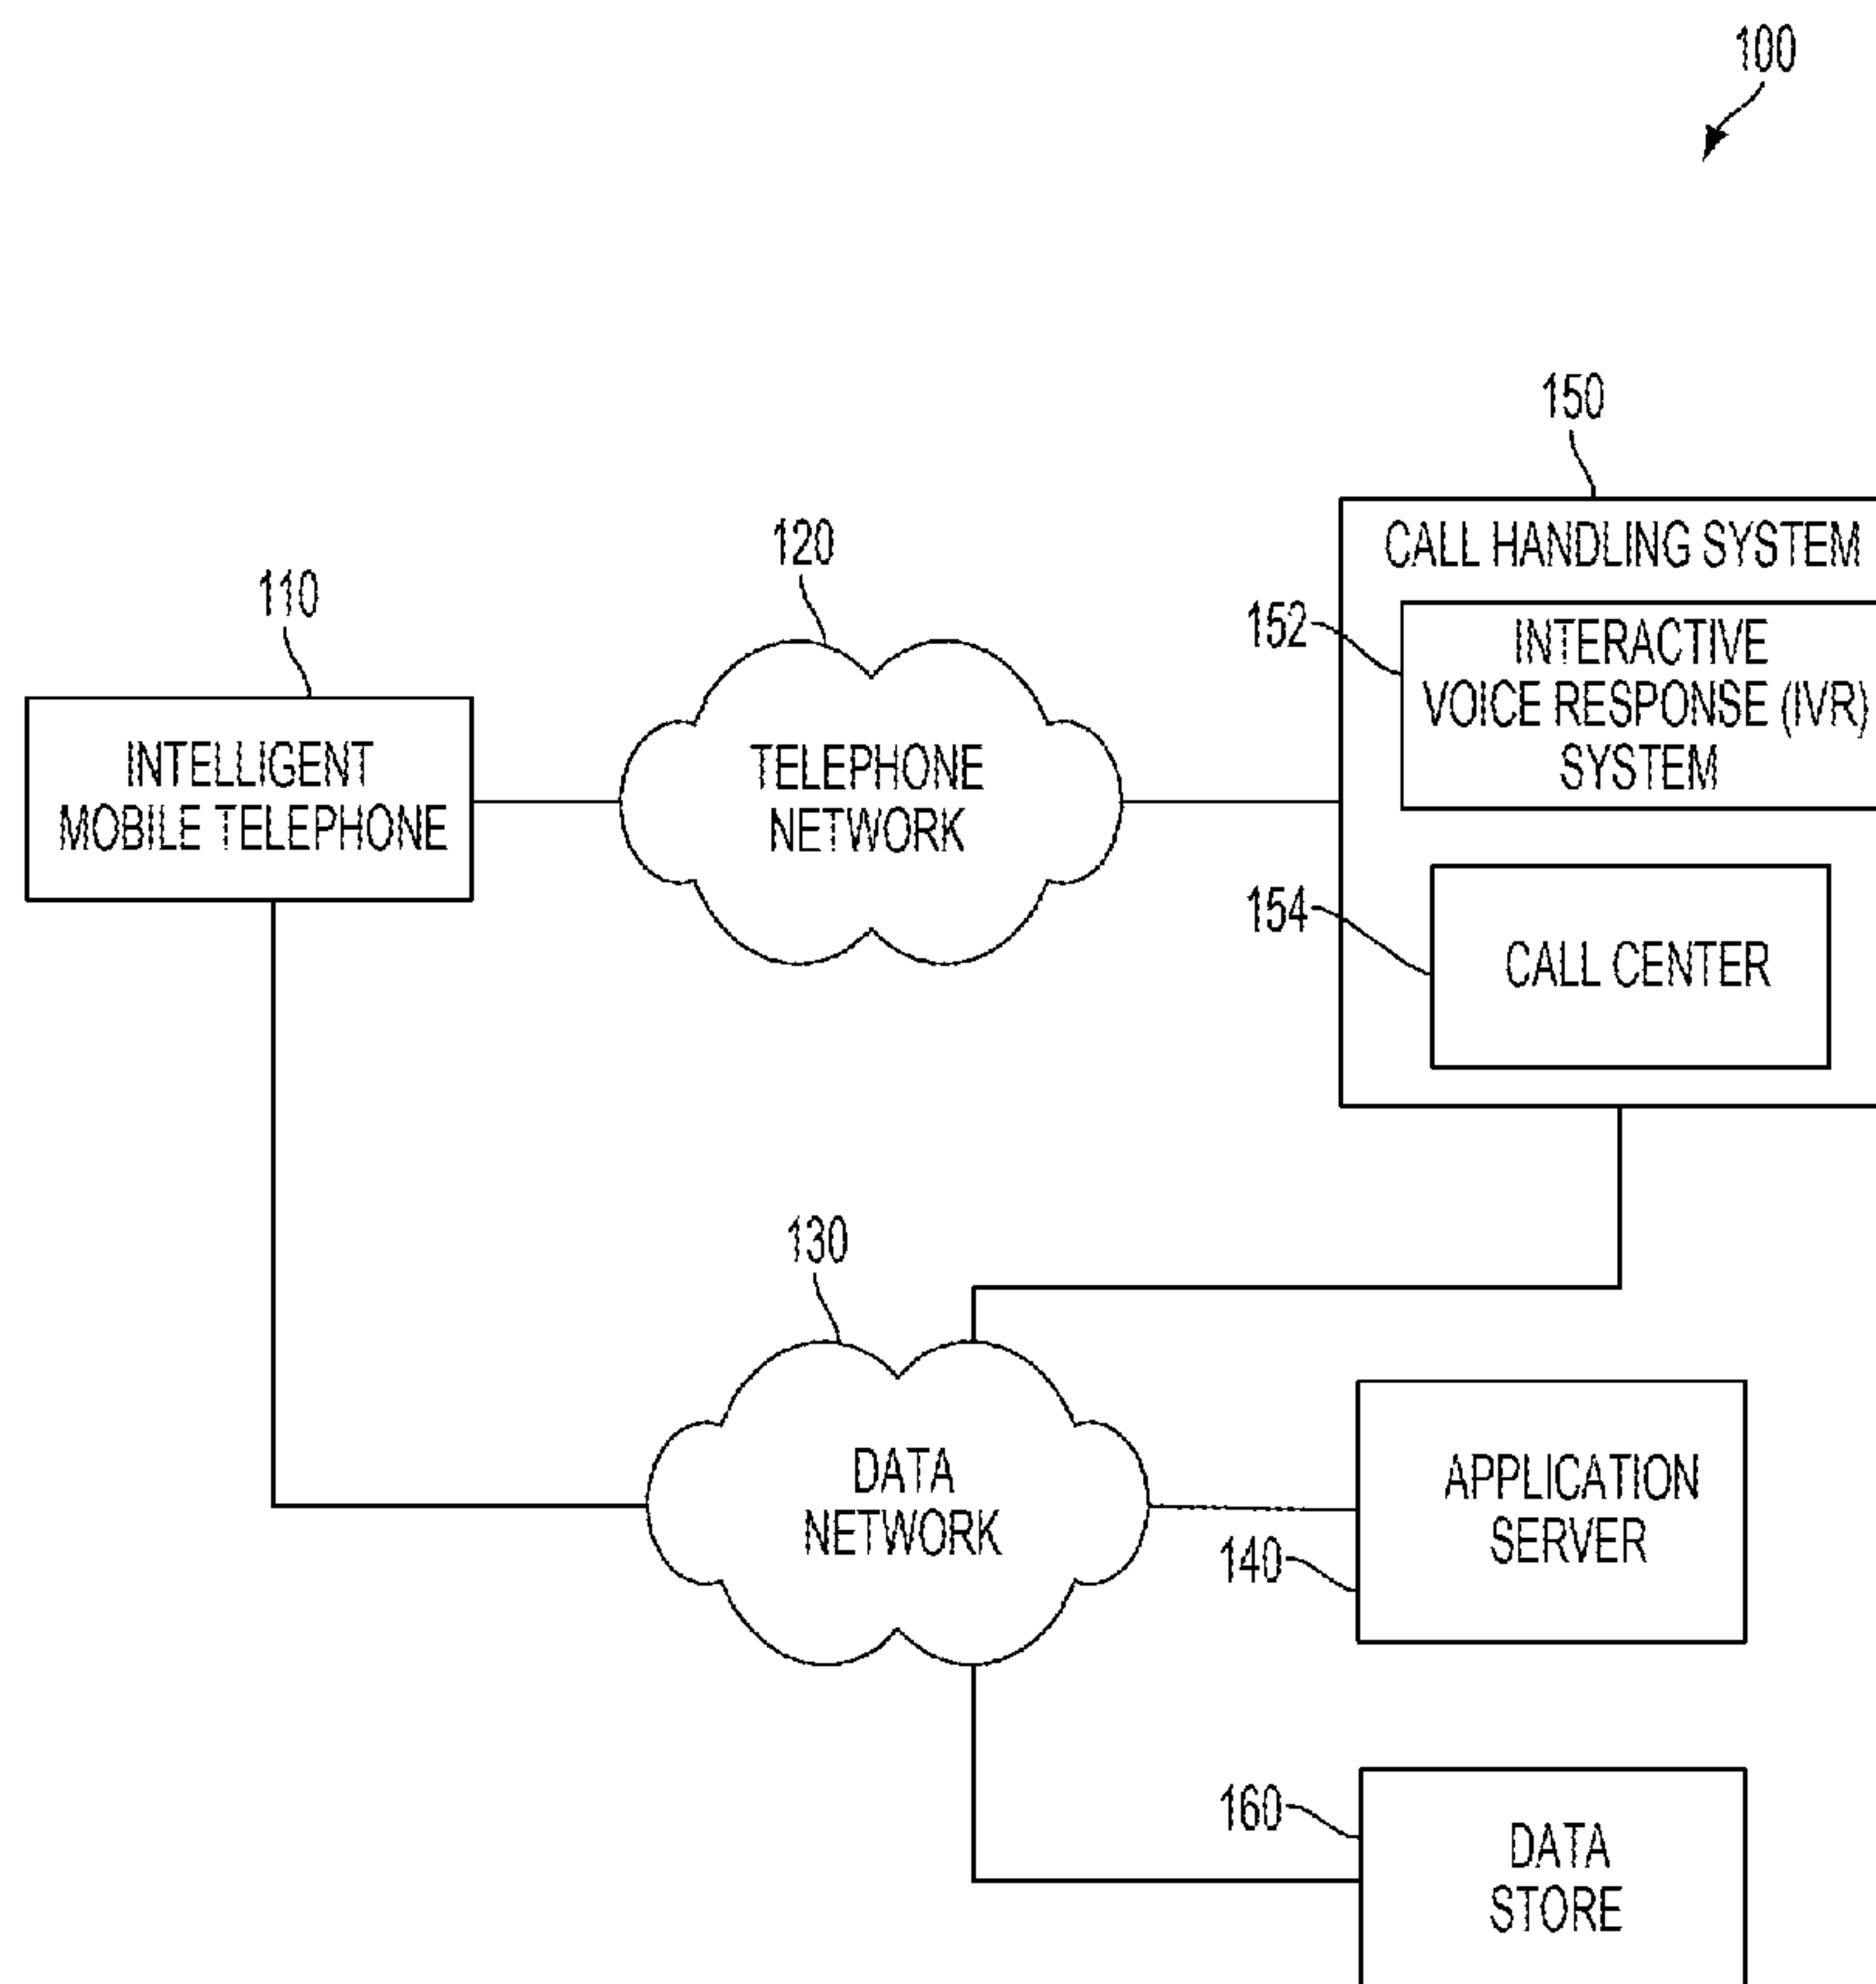 100
150
CALL HANDLING SYSTEM
120
110
152
INTERACTIVE
VOICE RESPONSE (IVR)
SYSTEM
INTELLIGENT
MOBILE TELEPHONE
TELEPHONE
NETWORK
154
CALL CENTER
130
DATA
NETWORK
APPLICATION
SERVER
140
160
DATA
STORE